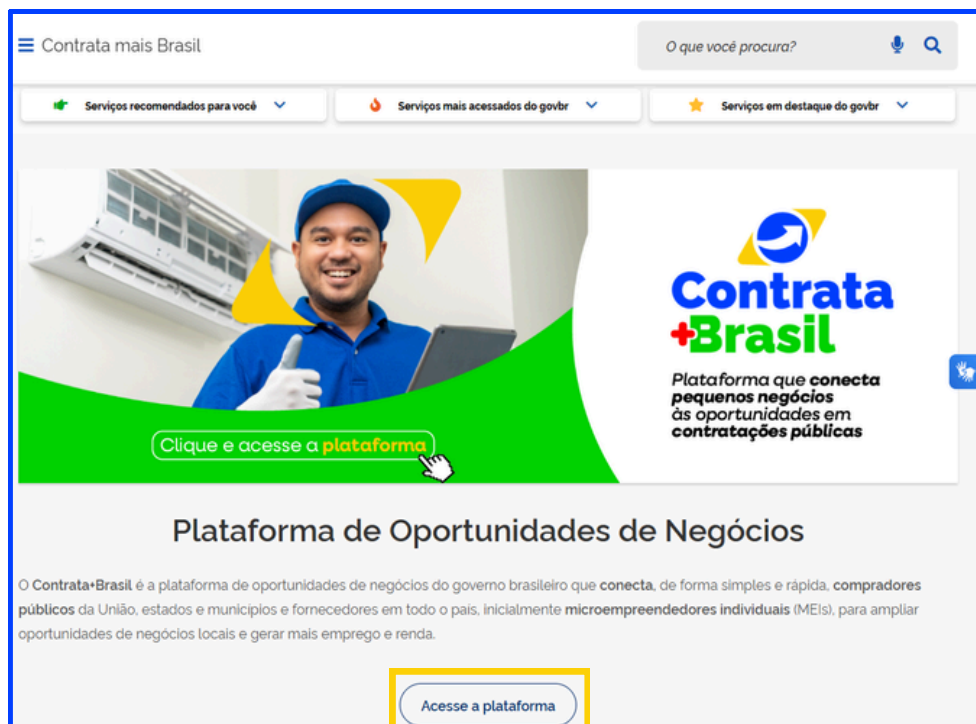 Contrata mais Brasil
O que você procura?
Serviços recomendados para você
Serviços mais acessados do govbr
Serviços em destaque do govbr
Clique e acesse a plataforma
Contrata
+Brasil
Plataforma que conecta
pequenos negócios
às oportunidades em
contratações públicas
Plataforma de Oportunidades de Negócios
O Contrata+Brasil é a plataforma de oportunidades de negócios do governo brasileiro que conecta, de forma simples e rápida, compradores
públicos da União, estados e municípios e fornecedores em todo o país, inicialmente microempreendedores individuais (MEIs), para ampliar
oportunidades de negócios locais e gerar mais emprego e renda.
Acesse a plataforma